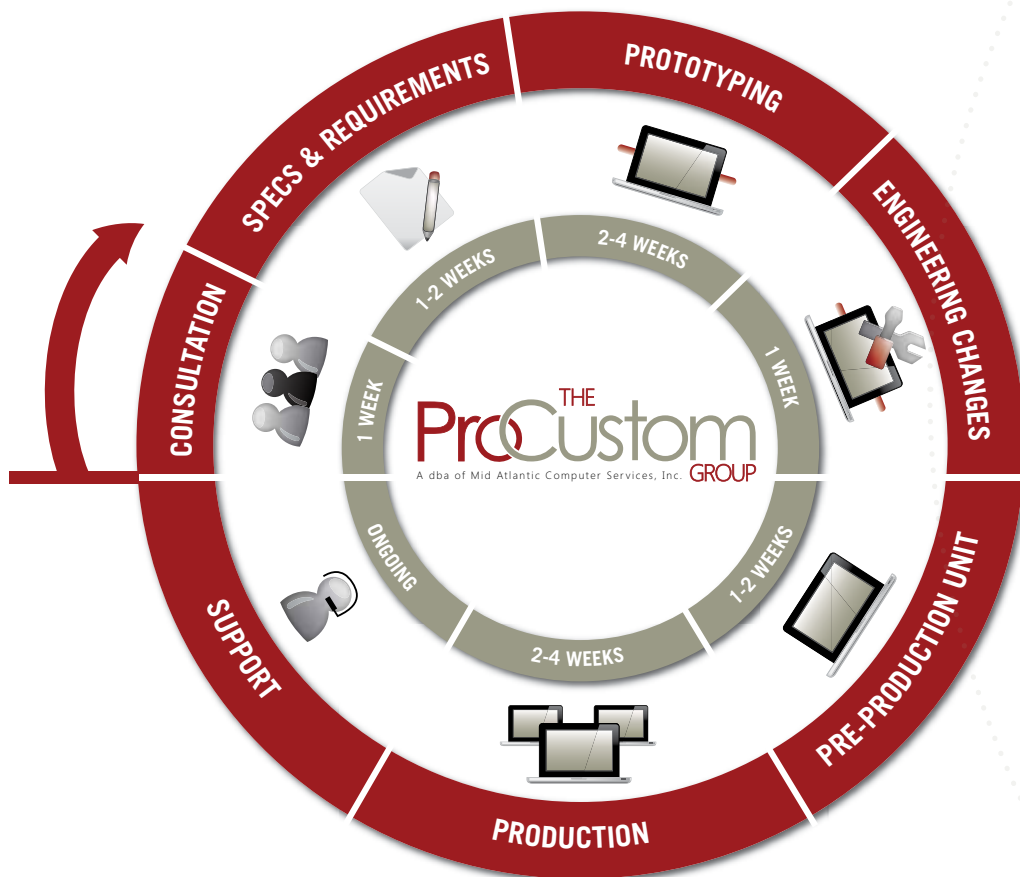 CONSULTATION
1 WEEK
SPECS & REQUIREMENTS
1-2 WEEKS
PROTOTYPING
2-4 WEEKS
ENGINEERING CHANGES
1 WEEK
PRE-PRODUCTION UNIT
1-2 WEEKS
PRODUCTION
2-4 WEEKS
SUPPORT
ONGOING
THE
ProCustom
A dba of Mid Atlantic Computer Services, Inc. GROUP